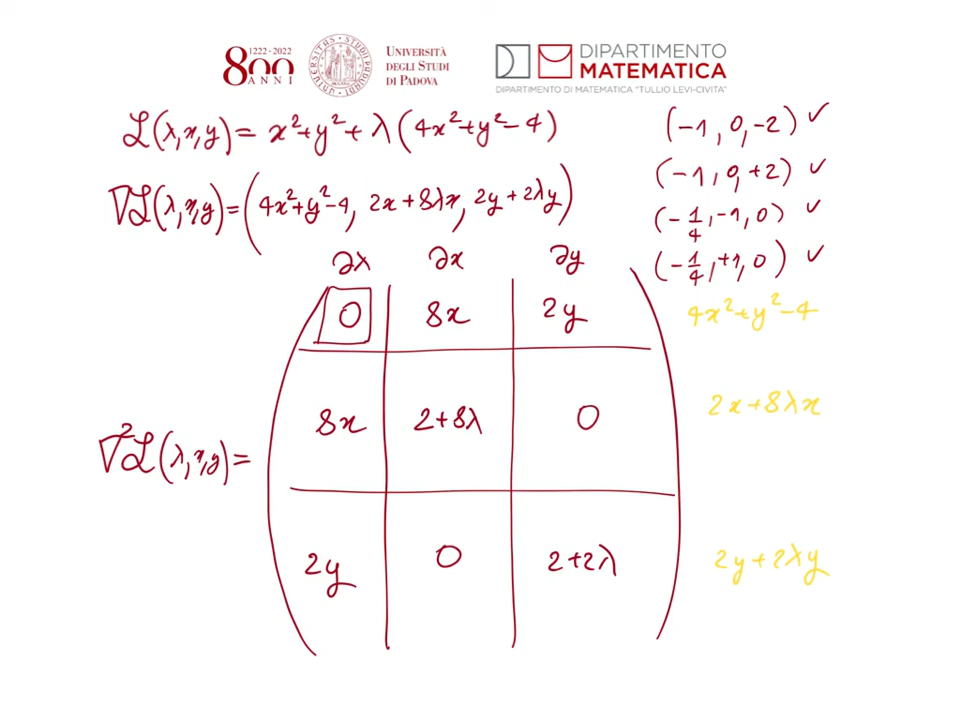 1222·2022
800
ANNI
UNIVERSITÀ
DEGLI STUDI
DI PADOVA
DIPARTIMENTO
MATEMATICA
DIPARTIMENTO DI MATEMATICA "TULLIO LEVI-CIVITA"
ℒ(λ,x,y) = x²+y²+λ(4x²+y²-4)
∇ℒ(λ,x,y) = (4x²+y²-4, 2x+8λx, 2y+2λy)
(-1, 0, -2) ✓
(-1, 0, +2) ✓
(-1/4, -1, 0) ✓
(-1/4, +1, 0) ✓
∂λ ∂x ∂y
0 8x 2y 4x²+y²-4
8x 2+8λ 0 2x+8λx
∇²ℒ(λ,x,y) =
2y 0 2+2λ 2y+2λy